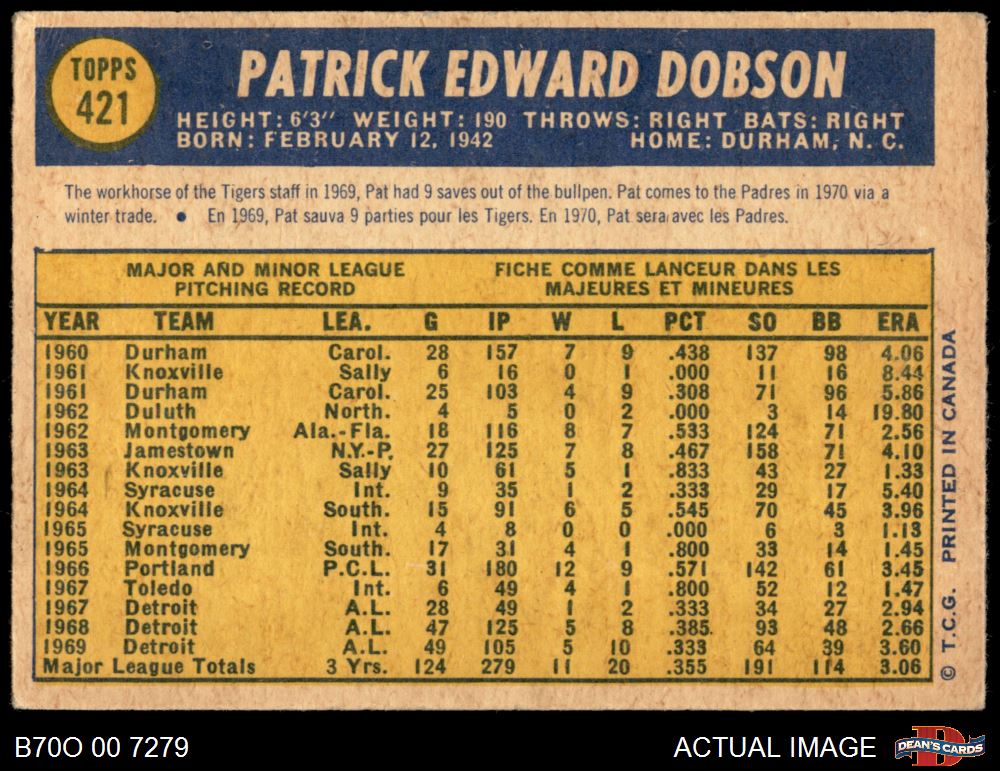 TOPPS
421
PATRICK EDWARD DOBSON
HEIGHT: 6'3" WEIGHT: 190 THROWS: RIGHT BATS: RIGHT
BORN: FEBRUARY 12, 1942 HOME: DURHAM, N. C.
The workhorse of the Tigers staff in 1969, Pat had 9 saves out of the bullpen. Pat comes to the Padres in 1970 via a
winter trade. ● En 1969, Pat sauva 9 parties pour les Tigers. En 1970, Pat sera avec les Padres.
MAJOR AND MINOR LEAGUE FICHE COMME LANCEUR DANS LES
PITCHING RECORD MAJEURES ET MINEURES
YEAR TEAM LEA. G IP W L PCT SO BB ERA
1960 Durham Carol. 28 157 7 9 .438 137 98 4.06
1961 Knoxville Sally 6 16 0 1 .000 11 16 8.44
1961 Durham Carol. 25 103 4 9 .308 71 96 5.86
1962 Duluth North. 4 5 0 2 .000 3 14 19.80
1962 Montgomery Ala.-Fla. 18 116 8 7 .533 124 71 2.56
1963 Jamestown N.Y.-P. 27 125 7 8 .467 158 71 4.10
1963 Knoxville Sally 10 61 5 1 .833 43 27 1.33
1964 Syracuse Int. 9 35 1 2 .333 29 17 5.40
1964 Knoxville South. 15 91 6 5 .545 70 45 3.96
1965 Syracuse Int. 4 8 0 0 .000 6 3 1.13
1965 Montgomery South. 17 31 4 1 .800 33 14 1.45
1966 Portland P.C.L. 31 180 12 9 .571 142 61 3.45
1967 Toledo Int. 6 49 4 1 .800 52 12 1.47
1967 Detroit A.L. 28 49 1 2 .333 34 27 2.94
1968 Detroit A.L. 47 125 5 8 .385 93 48 2.66
1969 Detroit A.L. 49 105 5 10 .333 64 39 3.60
Major League Totals 3 Yrs. 124 279 11 20 .355 191 114 3.06
© T.C.G. PRINTED IN CANADA
B70O 00 7279
ACTUAL IMAGE
D
DEAN'S CARDS